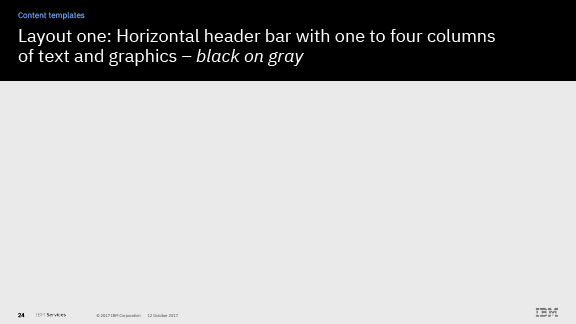 Content templates
Layout one: Horizontal header bar with one to four columns
of text and graphics – black on gray
24 IBM Services © 2017 IBM Corporation 12 October 2017 IBM